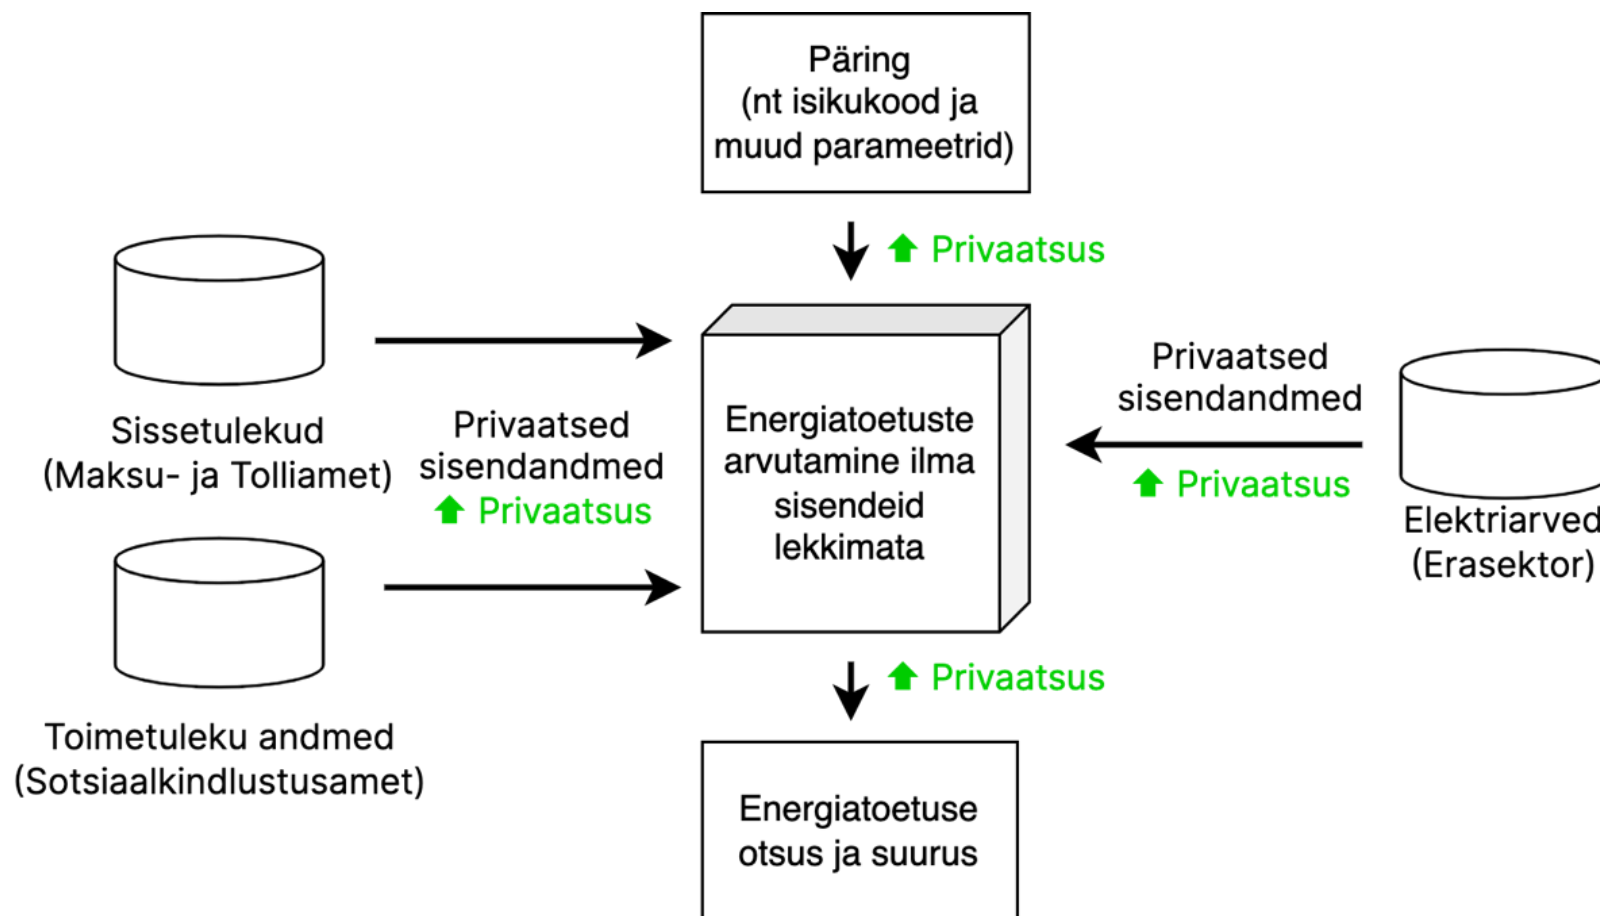 Päring
(nt isikukood ja
muud parameetrid)
Privaatsus
Sissetulekud
(Maksu- ja Tolliamet)
Privaatsed
sisendandmed
Privaatsus
Energiatoetuste
arvutamine ilma
sisendeid
lekkimata
Privaatsed
sisendandmed
Privaatsus
Elektriarved
(Erasektor)
Toimetuleku andmed
(Sotsiaalkindlustusamet)
Privaatsus
Energiatoetuse
otsus ja suurus